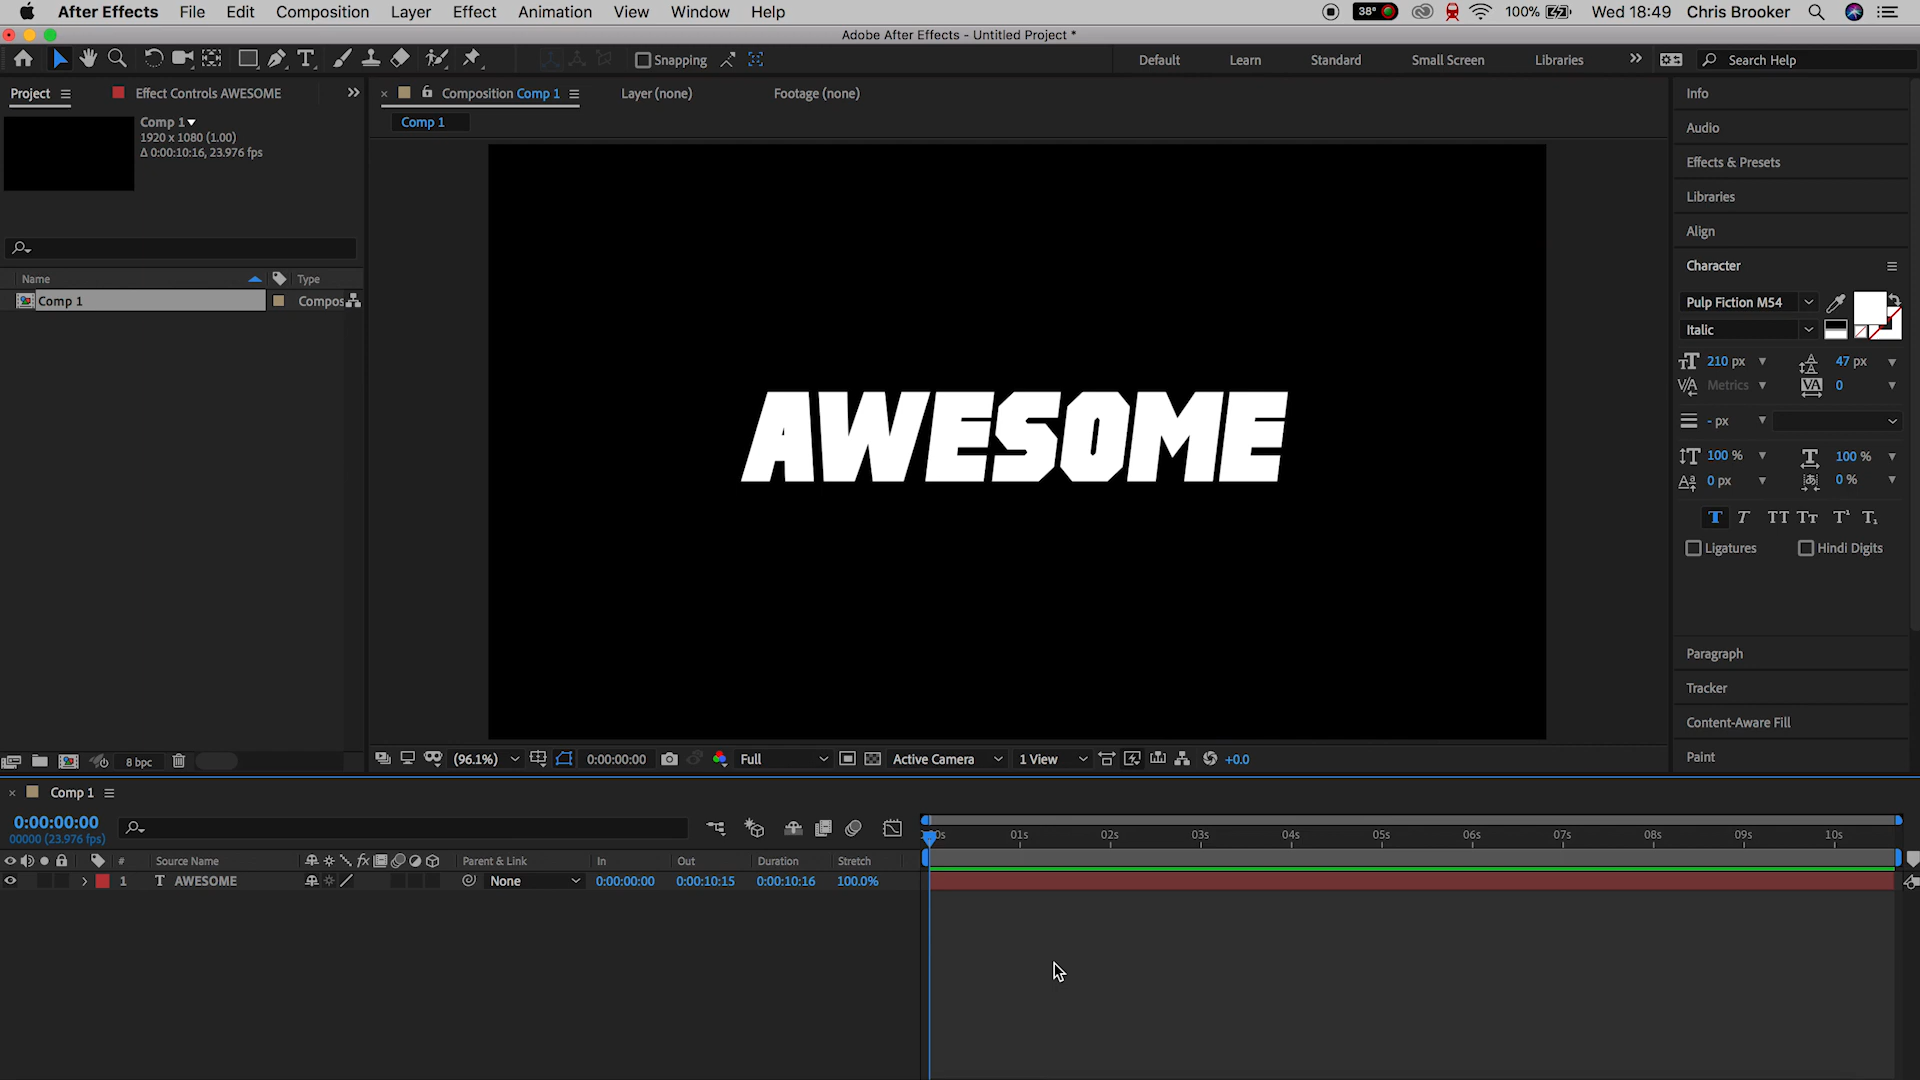 After Effects File Edit Composition Layer Effect Animation View Window Help 38° 100% Wed 18:49 Chris Brooker
Adobe After Effects - Untitled Project *
Snapping Default Learn Standard Small Screen Libraries Search Help
Project Effect Controls AWESOME
Composition Comp 1 Layer (none) Footage (none)
Comp 1
Comp 1
1920 x 1080 (1.00)
Δ 0:00:10:16, 23.976 fps
Name Type
Comp 1 Compos
8 bpc
AWESOME
(96.1%) 0:00:00:00 Full Active Camera 1 View +0.0
Info
Audio
Effects & Presets
Libraries
Align
Character
Pulp Fiction M54
Italic
210 px 47 px
Metrics 0
- px
100 % 100 %
0 px 0 %
T T TT Tт T¹ T₁
Ligatures Hindi Digits
Paragraph
Tracker
Content-Aware Fill
Paint
Comp 1
0:00:00:00
00000 (23.976 fps)
00s 01s 02s 03s 04s 05s 06s 07s 08s 09s 10s
# Source Name fx Parent & Link In Out Duration Stretch
1 T AWESOME None 0:00:00:00 0:00:10:15 0:00:10:16 100.0%